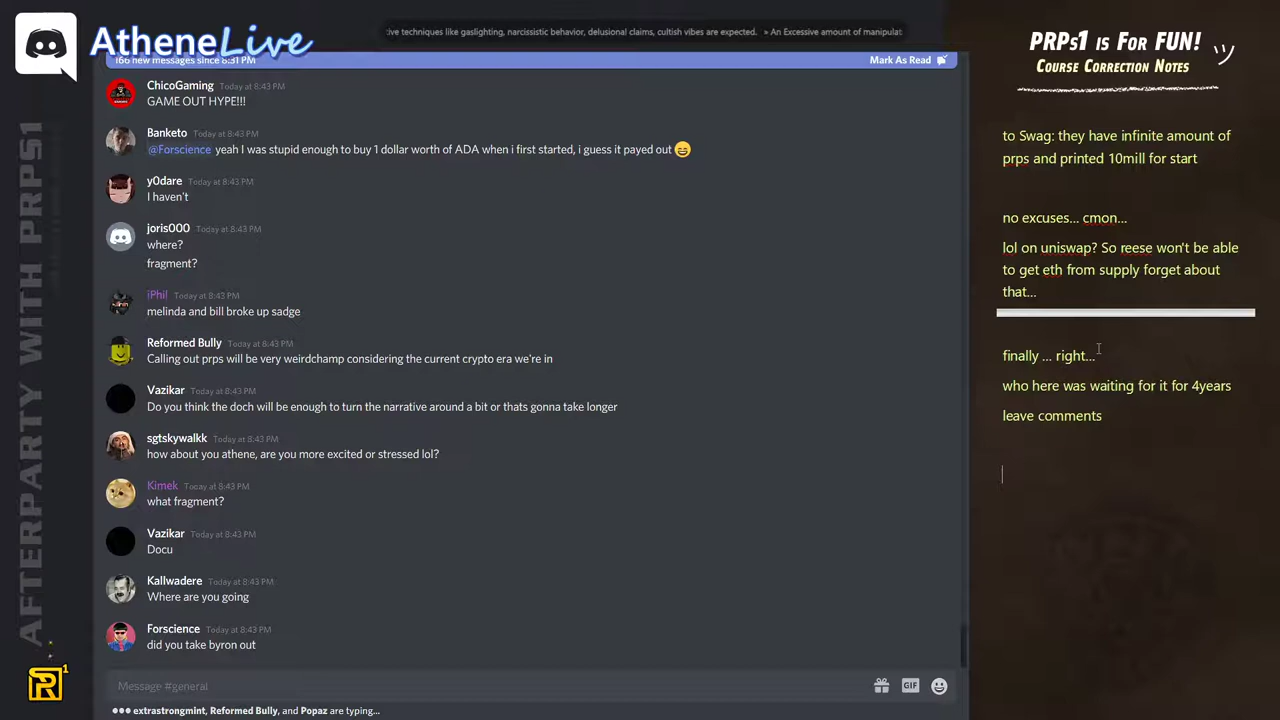 AtheneLive
ive techniques like gaslighting, narcissistic behavior, delusional claims, cultish vibes are expected. » An Excessive amount of manipulat
166 new messages since 8:31 PM
Mark As Read
ChicoGaming Today at 8:43 PM
GAME OUT HYPE!!!
Banketo Today at 8:43 PM
@Forscience yeah I was stupid enough to buy 1 dollar worth of ADA when i first started, i guess it payed out 😄
y0dare Today at 8:43 PM
I haven't
joris000 Today at 8:43 PM
where?
fragment?
iPhil Today at 8:43 PM
melinda and bill broke up sadge
Reformed Bully Today at 8:43 PM
Calling out prps will be very weirdchamp considering the current crypto era we're in
Vazikar Today at 8:43 PM
Do you think the doch will be enough to turn the narrative around a bit or thats gonna take longer
sgtskywalkk Today at 8:43 PM
how about you athene, are you more excited or stressed lol?
Kimek Today at 8:43 PM
what fragment?
Vazikar Today at 8:43 PM
Docu
Kallwadere Today at 8:43 PM
Where are you going
Forscience Today at 8:43 PM
did you take byron out
Message #general
GIF
extrastrongmint, Reformed Bully, and Popaz are typing...
AFTERPARTY WITH PRPS1
R1
PRPs1 is For FUN! ツ
Course Correction Notes
to Swag: they have infinite amount of
prps and printed 10mill for start
no excuses... cmon...
lol on uniswap? So reese won't be able
to get eth from supply forget about
that...
finally ... right...
who here was waiting for it for 4years
leave comments